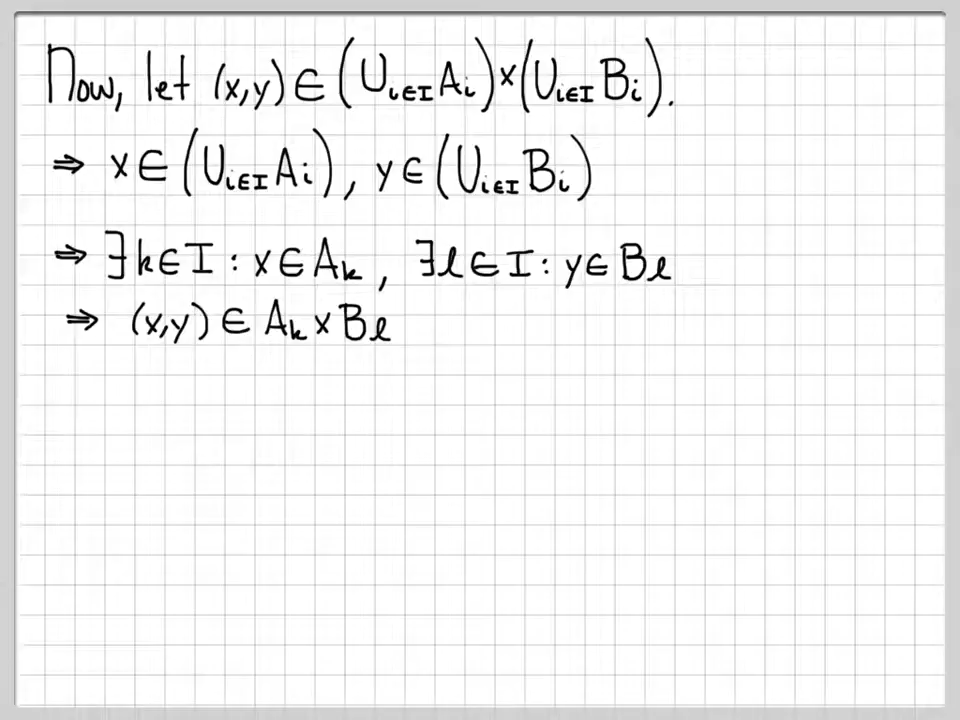 Now, let (x,y) ∈ (∪i∈I Ai) × (∪i∈I Bi).
⇒ x ∈ (∪i∈I Ai), y ∈ (∪i∈I Bi)
⇒ ∃k ∈ I : x ∈ Ak, ∃l ∈ I : y ∈ Bl
⇒ (x,y) ∈ Ak × Bl